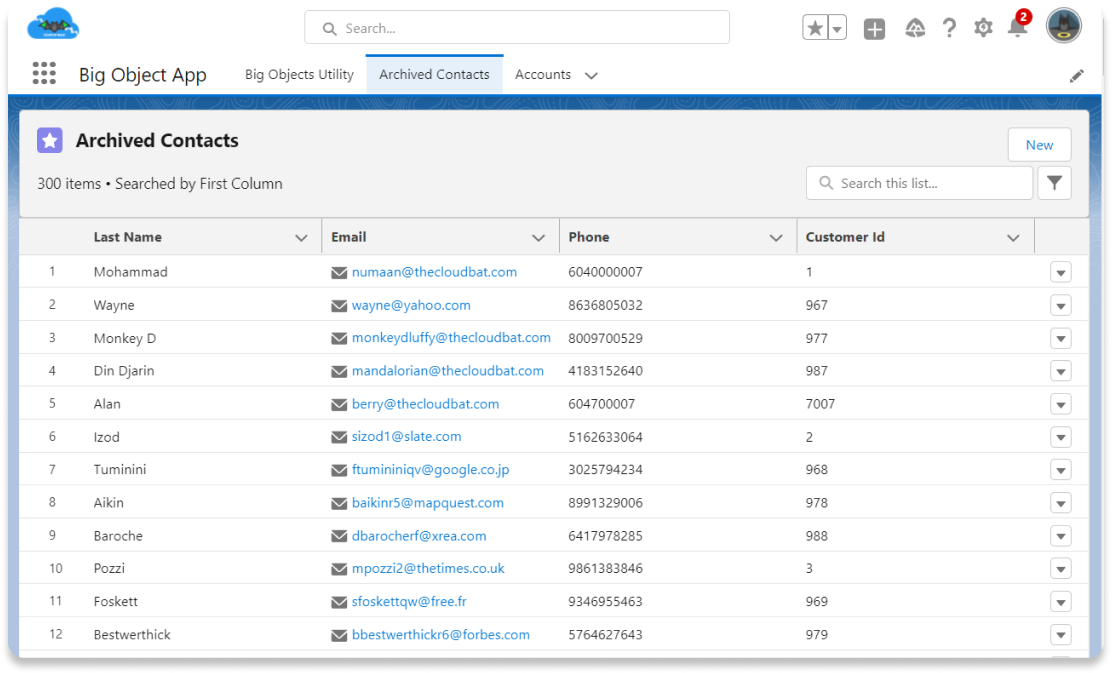 Search...
2
Big Object App Big Objects Utility Archived Contacts Accounts
Archived Contacts
New
300 items • Searched by First Column
Search this list...
Last Name Email Phone Customer Id
1 Mohammad numaan@thecloudbat.com 6040000007 1
2 Wayne wayne@yahoo.com 8636805032 967
3 Monkey D monkeydluffy@thecloudbat.com 8009700529 977
4 Din Djarin mandalorian@thecloudbat.com 4183152640 987
5 Alan berry@thecloudbat.com 604700007 7007
6 Izod sizod1@slate.com 5162633064 2
7 Tuminini ftumininiqv@google.co.jp 3025794234 968
8 Aikin baikinr5@mapquest.com 8991329006 978
9 Baroche dbarocherf@xrea.com 6417978285 988
10 Pozzi mpozzi2@thetimes.co.uk 9861383846 3
11 Foskett sfoskettqw@free.fr 9346955463 969
12 Bestwerthick bbestwerthickr6@forbes.com 5764627643 979